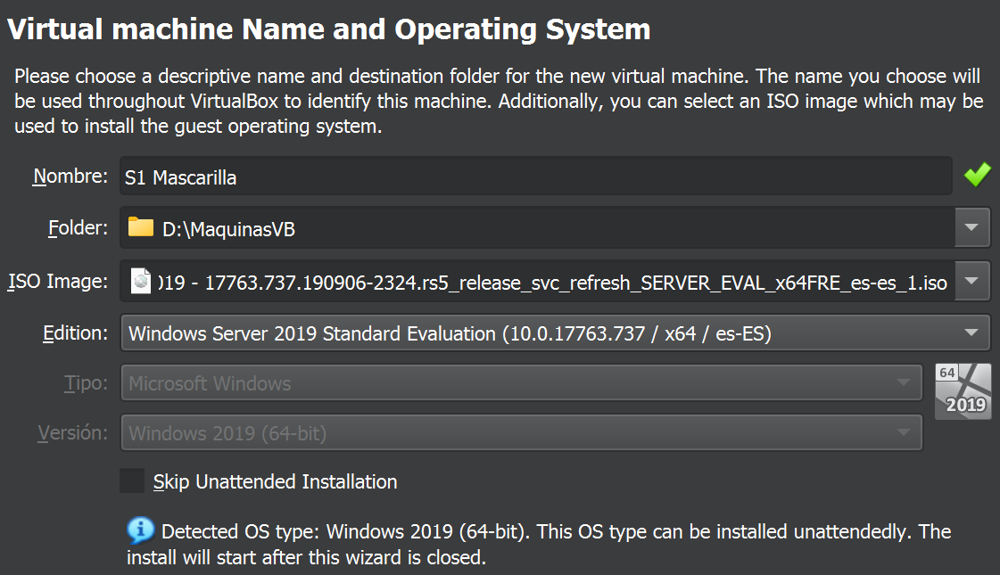 Virtual machine Name and Operating System
Please choose a descriptive name and destination folder for the new virtual machine. The name you choose will
be used throughout VirtualBox to identify this machine. Additionally, you can select an ISO image which may be
used to install the guest operating system.
Nombre: S1 Mascarilla
Folder: D:\MaquinasVB
ISO Image: )19 - 17763.737.190906-2324.rs5_release_svc_refresh_SERVER_EVAL_x64FRE_es-es_1.iso
Edition: Windows Server 2019 Standard Evaluation (10.0.17763.737 / x64 / es-ES)
Tipo: Microsoft Windows
64
2019
Versión: Windows 2019 (64-bit)
Skip Unattended Installation
Detected OS type: Windows 2019 (64-bit). This OS type can be installed unattendedly. The
install will start after this wizard is closed.